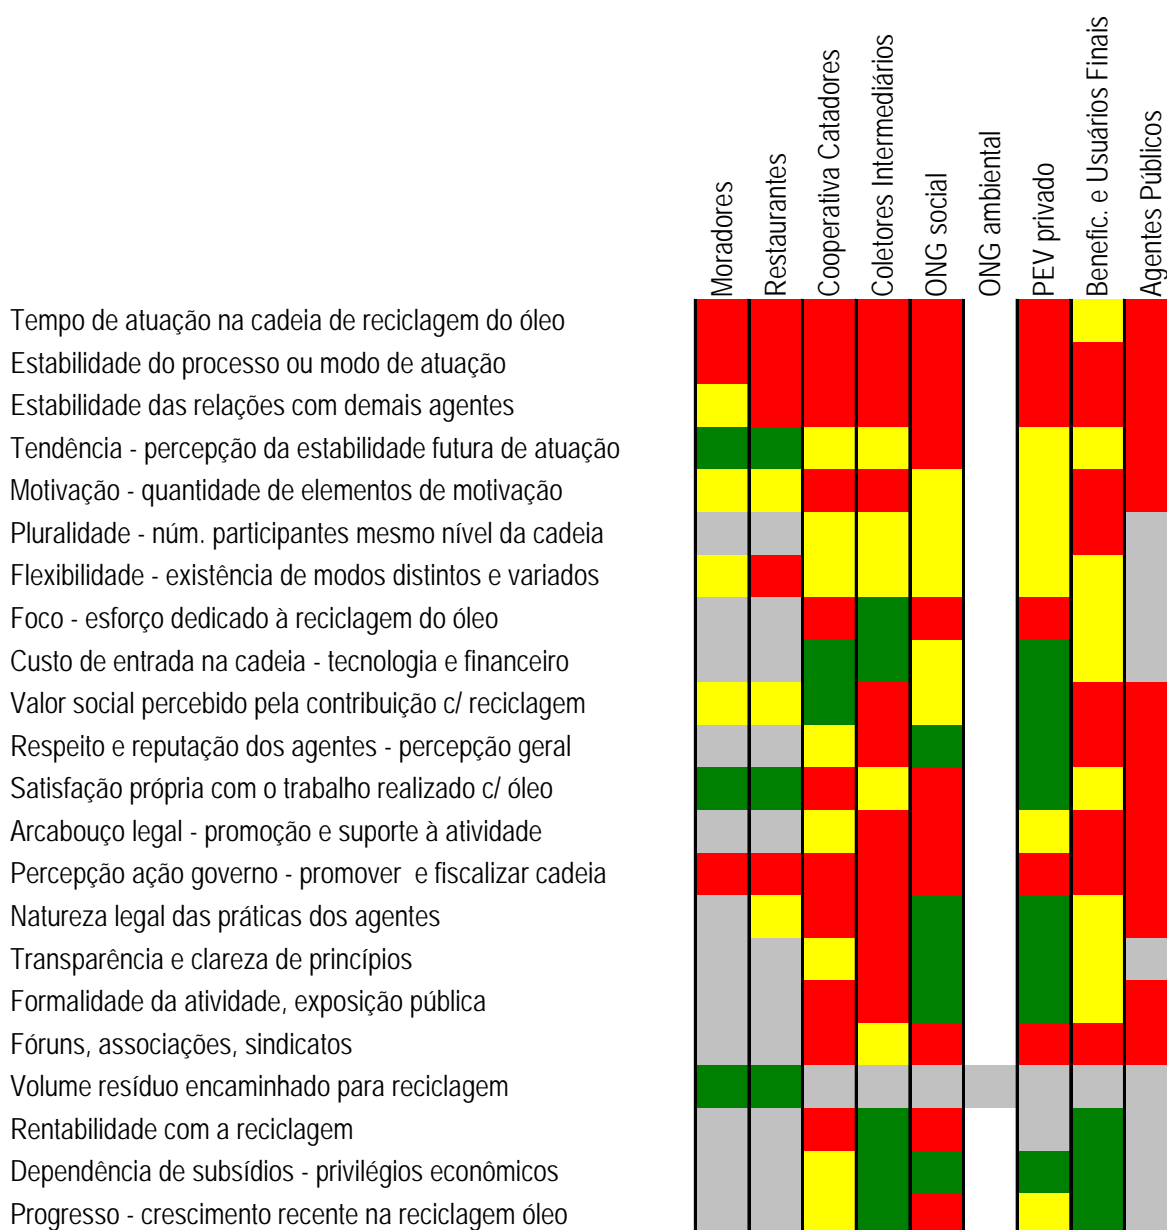 Moradores
Restaurantes
Cooperativa Catadores
Coletores Intermediários
ONG social
ONG ambiental
PEV privado
Benefic. e Usuários Finais
Agentes Públicos
Tempo de atuação na cadeia de reciclagem do óleo
Estabilidade do processo ou modo de atuação
Estabilidade das relações com demais agentes
Tendência - percepção da estabilidade futura de atuação
Motivação - quantidade de elementos de motivação
Pluralidade - núm. participantes mesmo nível da cadeia
Flexibilidade - existência de modos distintos e variados
Foco - esforço dedicado à reciclagem do óleo
Custo de entrada na cadeia - tecnologia e financeiro
Valor social percebido pela contribuição c/ reciclagem
Respeito e reputação dos agentes - percepção geral
Satisfação própria com o trabalho realizado c/ óleo
Arcabouço legal - promoção e suporte à atividade
Percepção ação governo - promover e fiscalizar cadeia
Natureza legal das práticas dos agentes
Transparência e clareza de princípios
Formalidade da atividade, exposição pública
Fóruns, associações, sindicatos
Volume resíduo encaminhado para reciclagem
Rentabilidade com a reciclagem
Dependência de subsídios - privilégios econômicos
Progresso - crescimento recente na reciclagem óleo